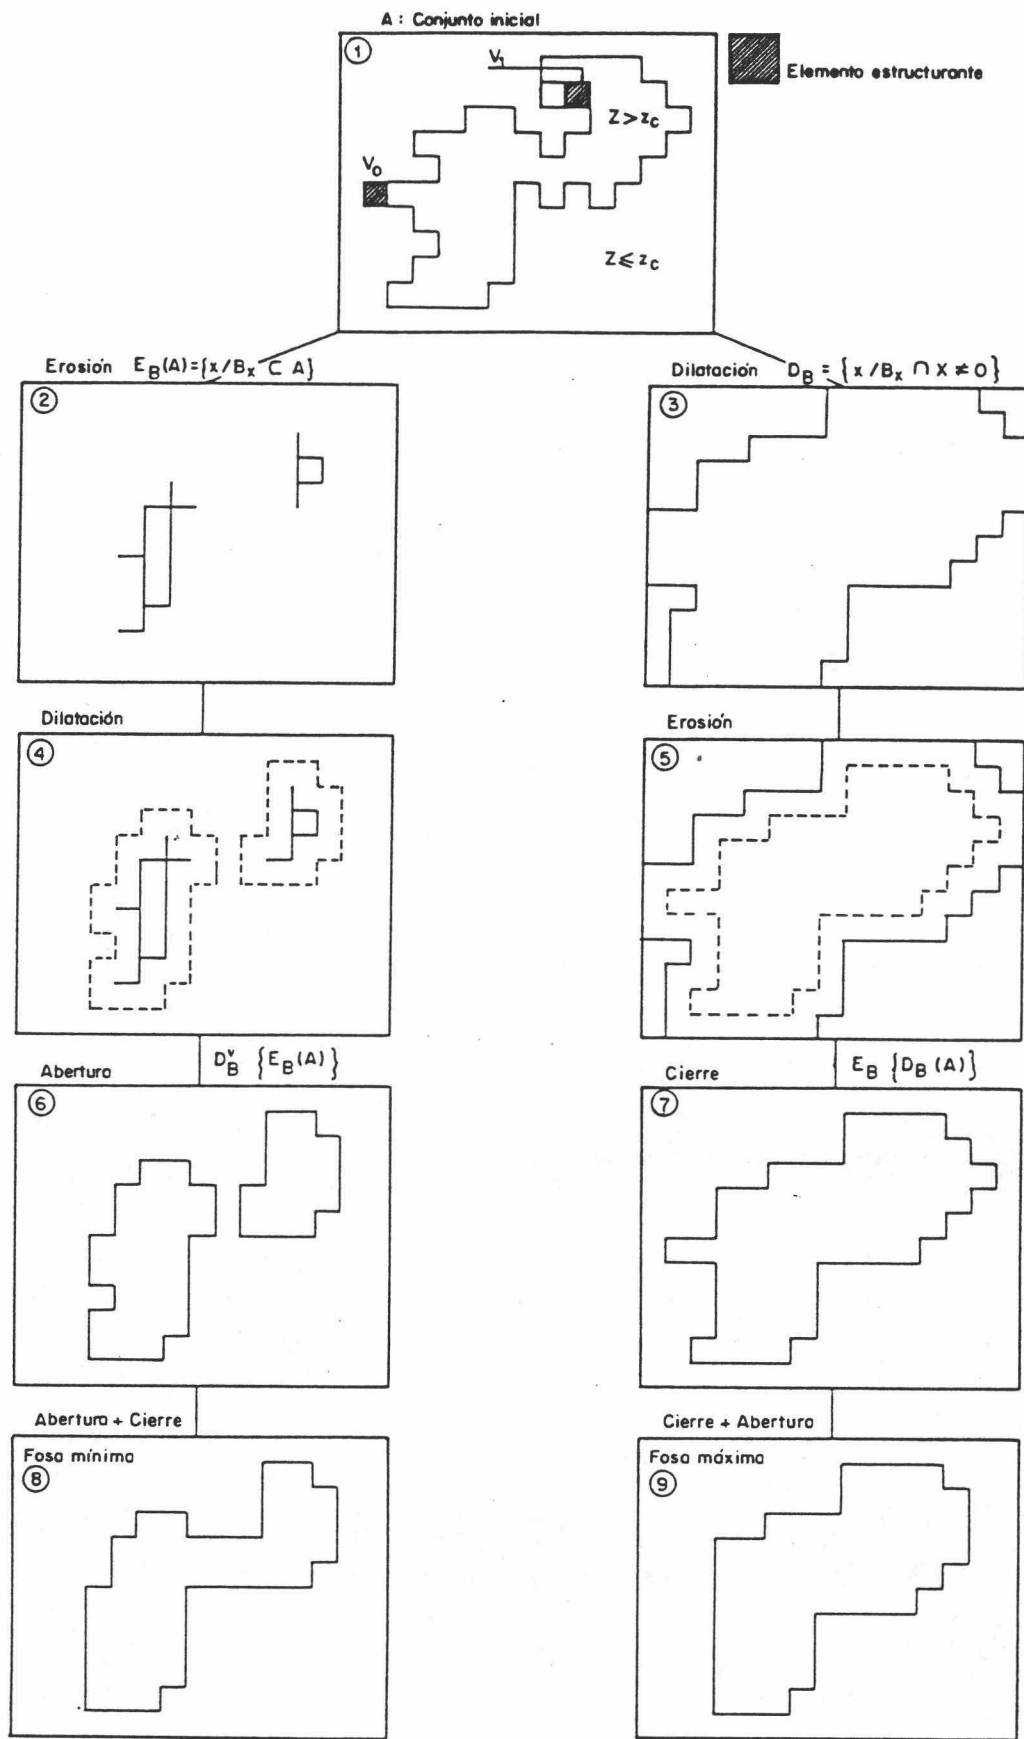 A : Conjunto inicial
1
V1
Elemento estructurante
Z > zc
V0
Z ⩽ zc
Erosión EB(A)={x/Bx ⊂ A}
Dilatación DB = { x /Bx ∩ X ≠ 0}
2
3
Dilatación
Erosión
4
5
Abertura DB̌ {EB(A)}
Cierre EB {DB(A)}
6
7
Abertura + Cierre
Cierre + Abertura
Fosa mínima
8
Fosa máxima
9